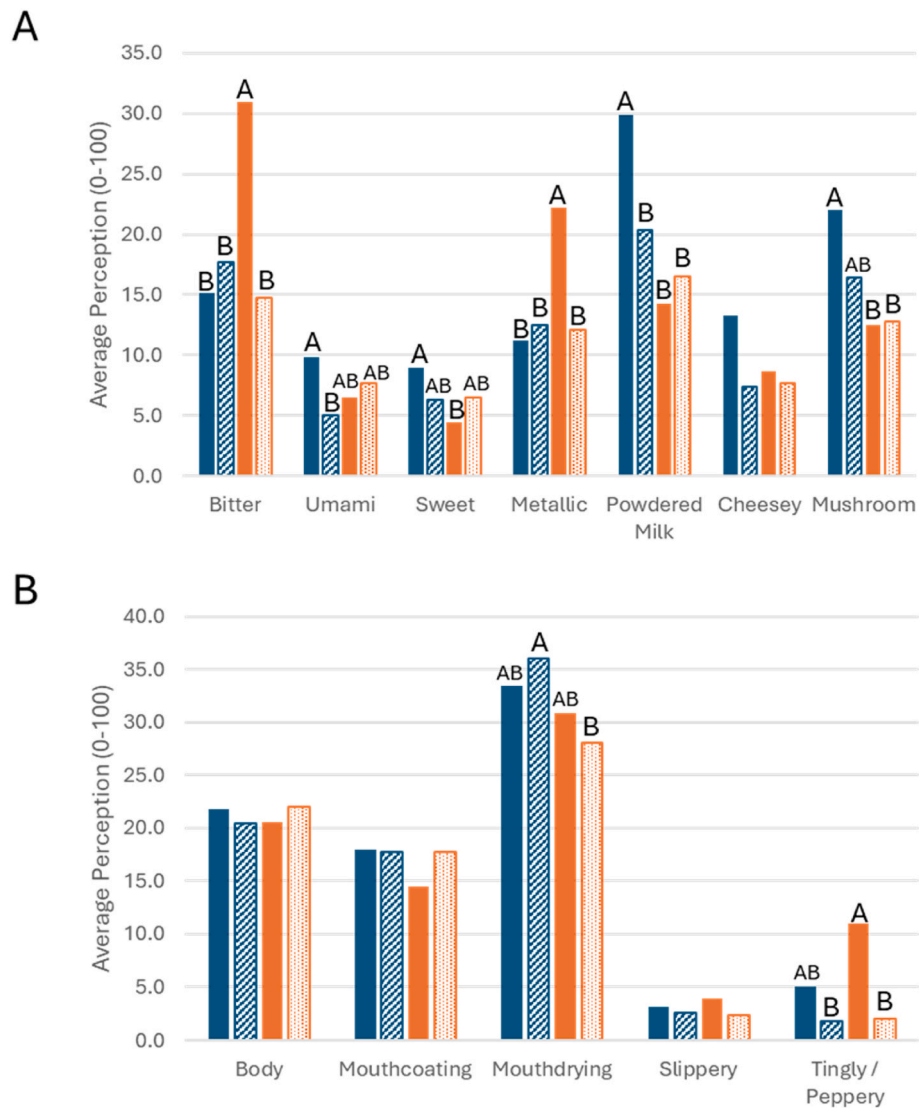 A
Average Perception (0-100)
35.0
30.0
25.0
20.0
15.0
10.0
5.0
0.0
B B A B
A B AB AB
A AB B AB
B B A B
A B B B
A AB B B
Bitter Umami Sweet Metallic Powdered Milk Cheesey Mushroom
B
Average Perception (0-100)
40.0
35.0
30.0
25.0
20.0
15.0
10.0
5.0
0.0
AB A AB B
AB B A B
Body Mouthcoating Mouthdrying Slippery Tingly / Peppery